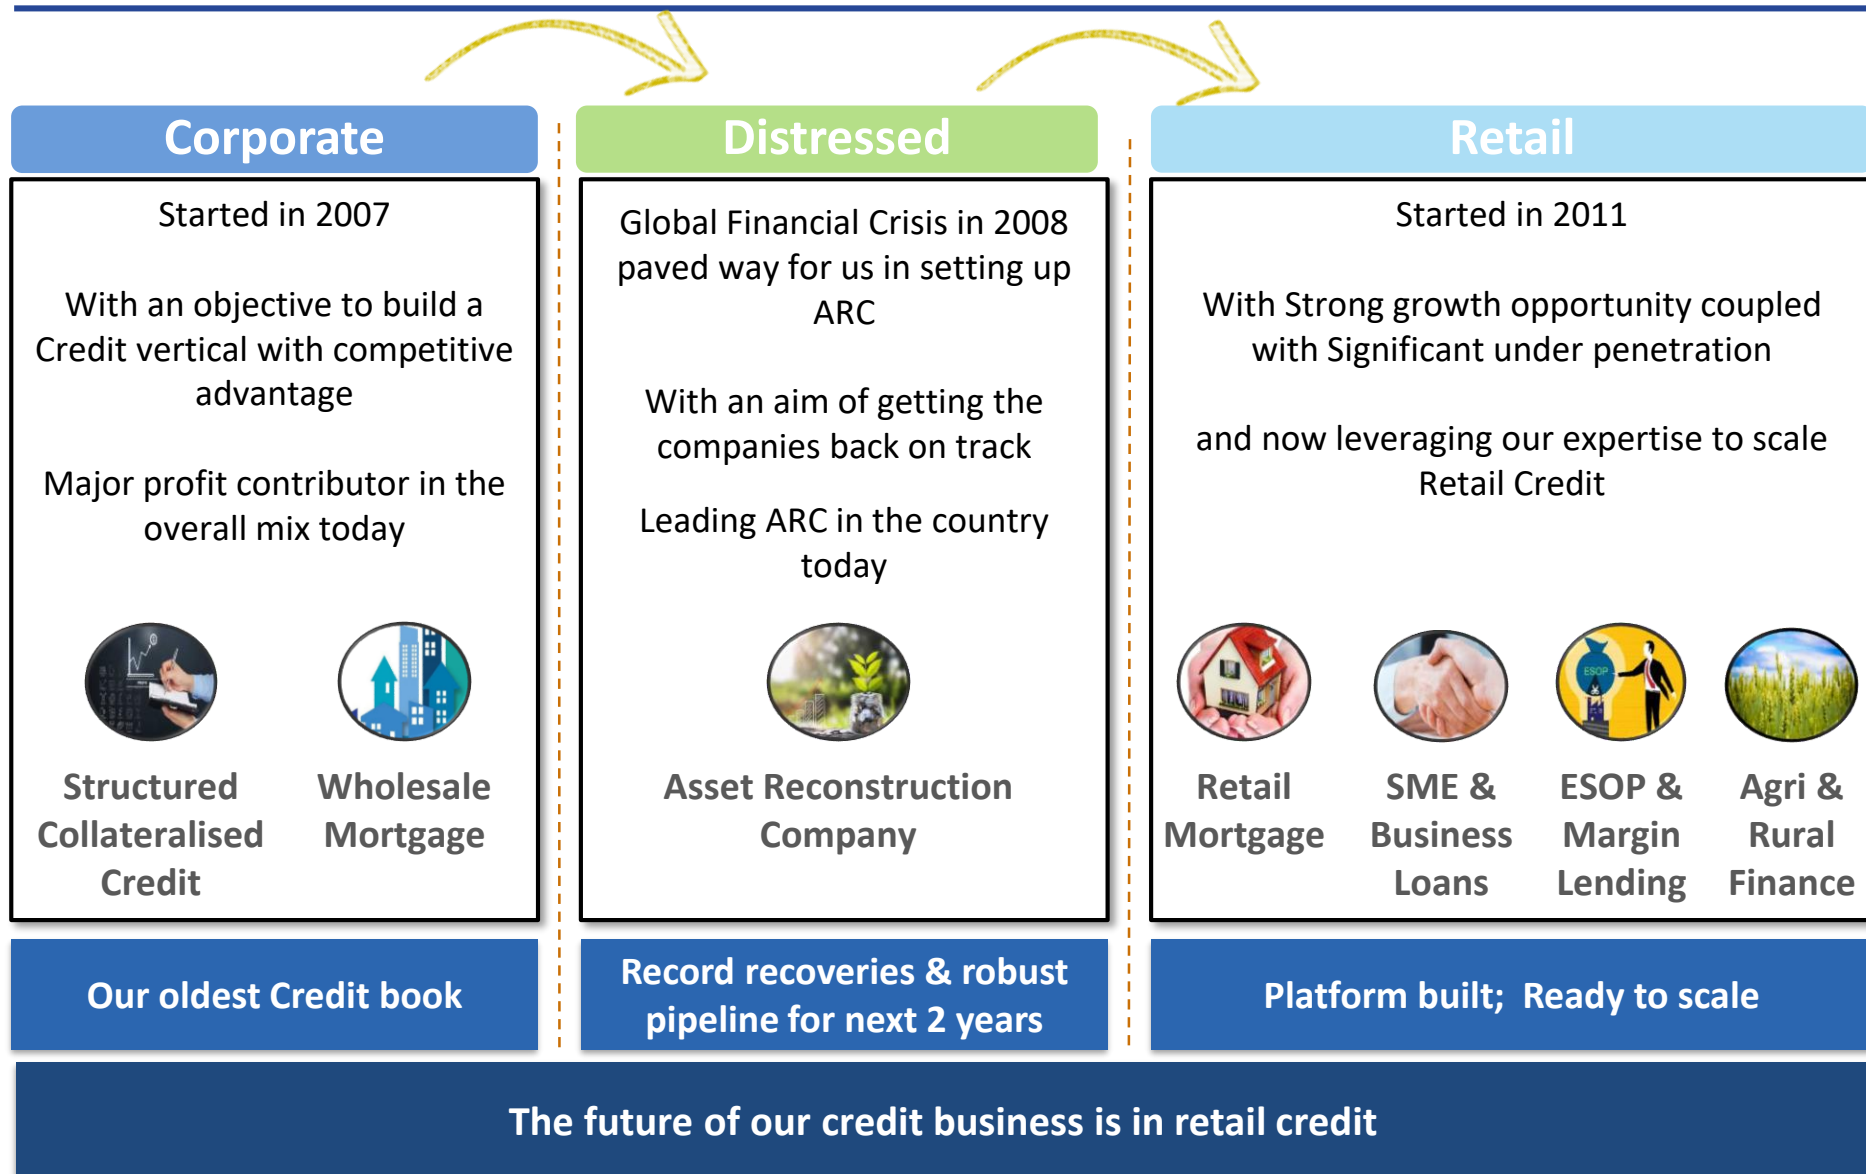 Corporate
Started in 2007
With an objective to build a
Credit vertical with competitive
advantage
Major profit contributor in the
overall mix today
Structured
Collateralised
Credit
Wholesale
Mortgage
Our oldest Credit book
Distressed
Global Financial Crisis in 2008
paved way for us in setting up
ARC
With an aim of getting the
companies back on track
Leading ARC in the country
today
Asset Reconstruction
Company
Record recoveries & robust
pipeline for next 2 years
Retail
Started in 2011
With Strong growth opportunity coupled
with Significant under penetration
and now leveraging our expertise to scale
Retail Credit
ESOP
Retail
Mortgage
SME &
Business
Loans
ESOP &
Margin
Lending
Agri &
Rural
Finance
Platform built; Ready to scale
The future of our credit business is in retail credit